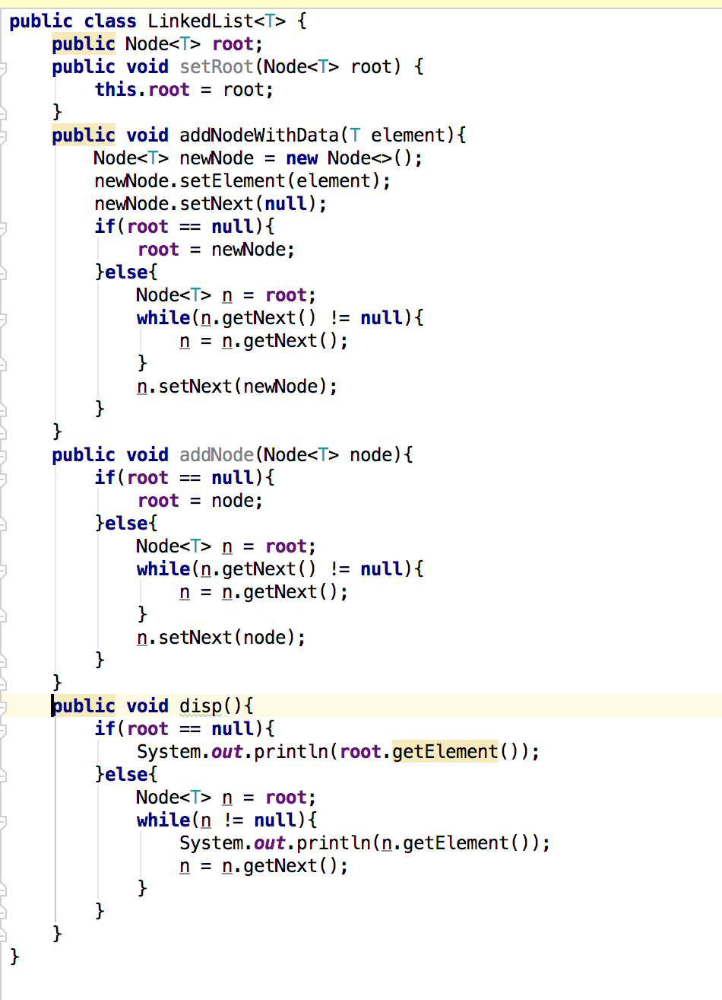 public class LinkedList<T> {
    public Node<T> root;
    public void setRoot(Node<T> root) {
        this.root = root;
    }
    public void addNodeWithData(T element){
        Node<T> newNode = new Node<>();
        newNode.setElement(element);
        newNode.setNext(null);
        if(root == null){
            root = newNode;
        }else{
            Node<T> n = root;
            while(n.getNext() != null){
                n = n.getNext();
            }
            n.setNext(newNode);
        }
    }
    public void addNode(Node<T> node){
        if(root == null){
            root = node;
        }else{
            Node<T> n = root;
            while(n.getNext() != null){
                n = n.getNext();
            }
            n.setNext(node);
        }
    }
    public void disp(){
        if(root == null){
            System.out.println(root.getElement());
        }else{
            Node<T> n = root;
            while(n != null){
                System.out.println(n.getElement());
                n = n.getNext();
            }
        }
    }
}